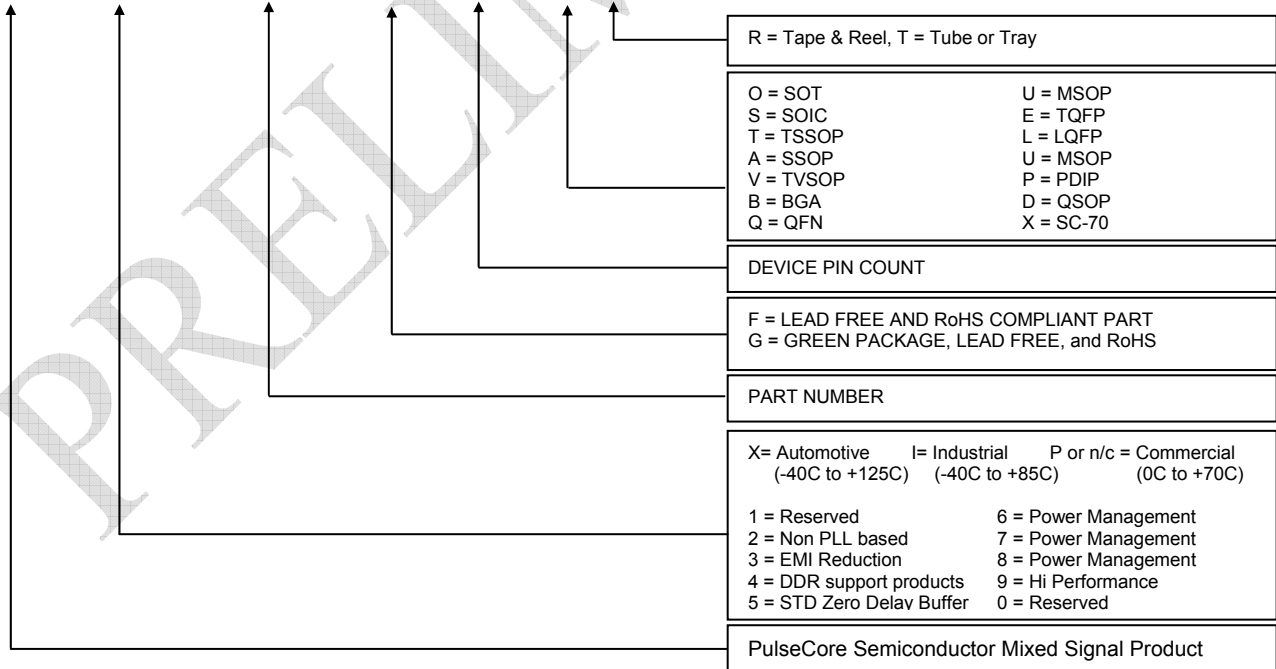 R = Tape & Reel, T = Tube or Tray
O = SOT U = MSOP
S = SOIC E = TQFP
T = TSSOP L = LQFP
A = SSOP U = MSOP
V = TVSOP P = PDIP
B = BGA D = QSOP
Q = QFN X = SC-70
DEVICE PIN COUNT
F = LEAD FREE AND RoHS COMPLIANT PART
G = GREEN PACKAGE, LEAD FREE, and RoHS
PART NUMBER
X= Automotive I= Industrial P or n/c = Commercial
(-40C to +125C) (-40C to +85C) (0C to +70C)
1 = Reserved 6 = Power Management
2 = Non PLL based 7 = Power Management
3 = EMI Reduction 8 = Power Management
4 = DDR support products 9 = Hi Performance
5 = STD Zero Delay Buffer 0 = Reserved
PulseCore Semiconductor Mixed Signal Product
PRELIM